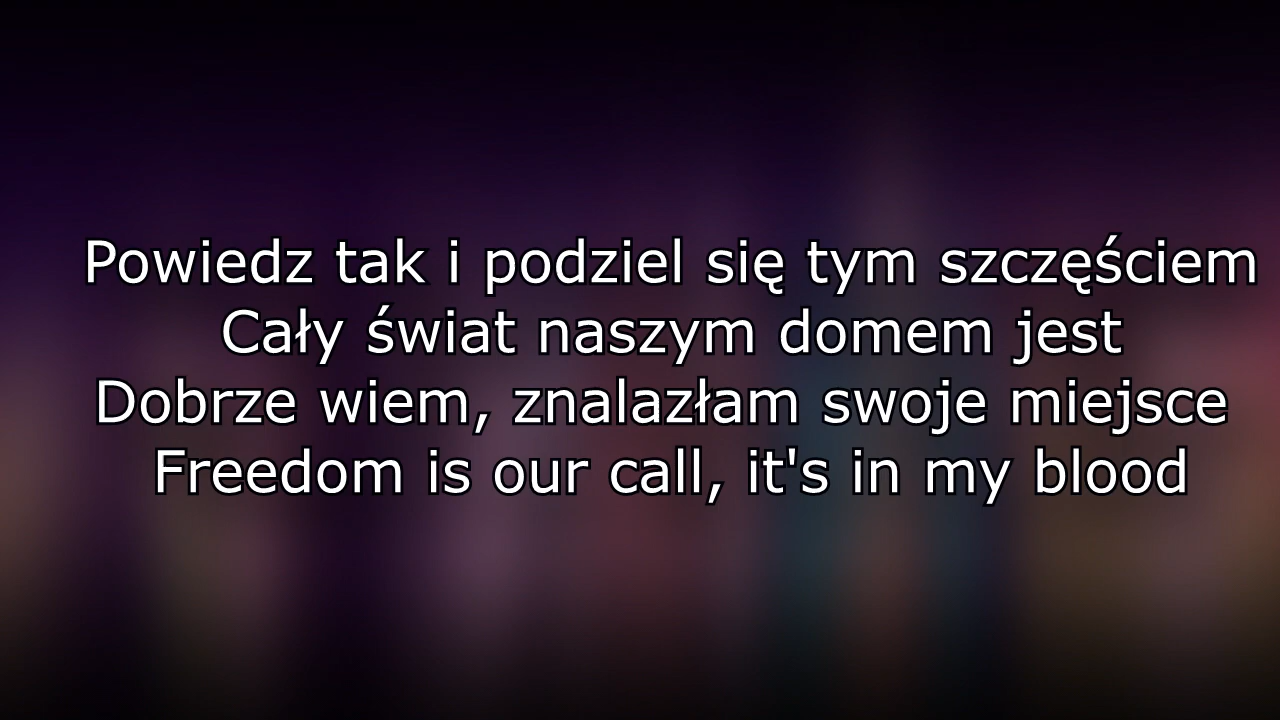 Powiedz tak i podziel się tym szczęściem
Cały świat naszym domem jest
Dobrze wiem, znalazłam swoje miejsce
Freedom is our call, it's in my blood